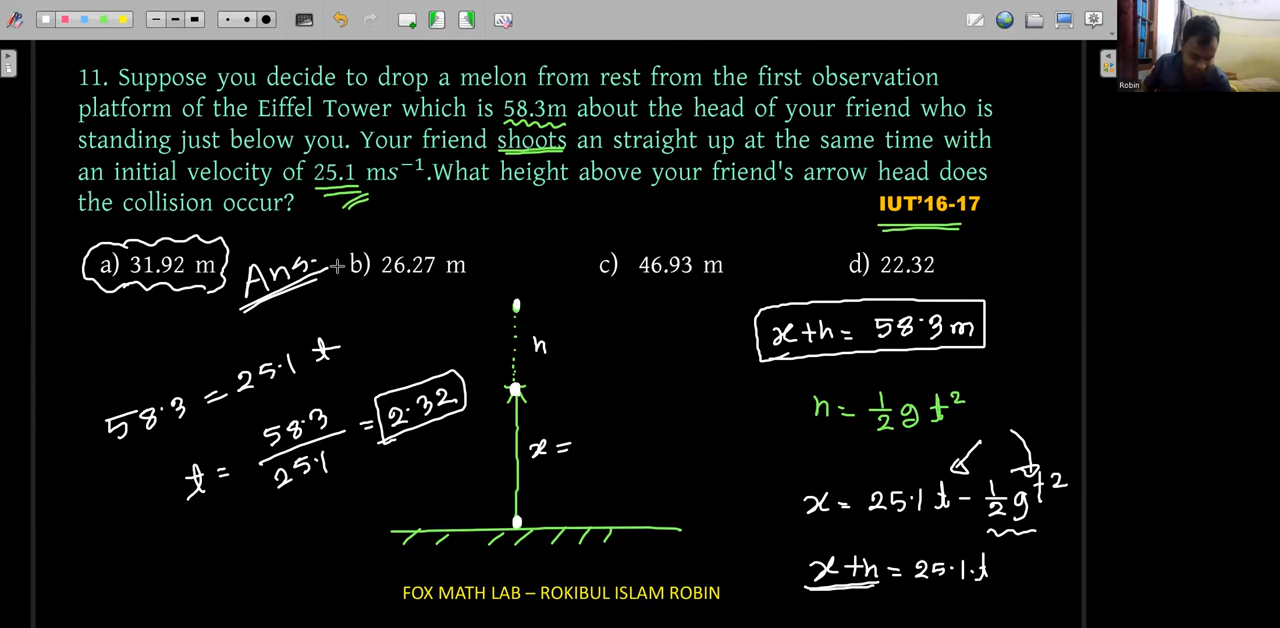 11. Suppose you decide to drop a melon from rest from the first observation
platform of the Eiffel Tower which is 58.3m about the head of your friend who is
standing just below you. Your friend shoots an straight up at the same time with
an initial velocity of 25.1 ms⁻¹.What height above your friend's arrow head does
the collision occur?
IUT'16-17
a) 31.92 m
Ans.
b) 26.27 m
c) 46.93 m
d) 22.32
58.3 = 25.1 t
t = 58.3/25.1 = 2.32
h
x =
x+h = 58.3m
h = 1/2 g t²
x = 25.1 t - 1/2 g t²
x+h = 25.1.t
FOX MATH LAB – ROKIBUL ISLAM ROBIN
Robin